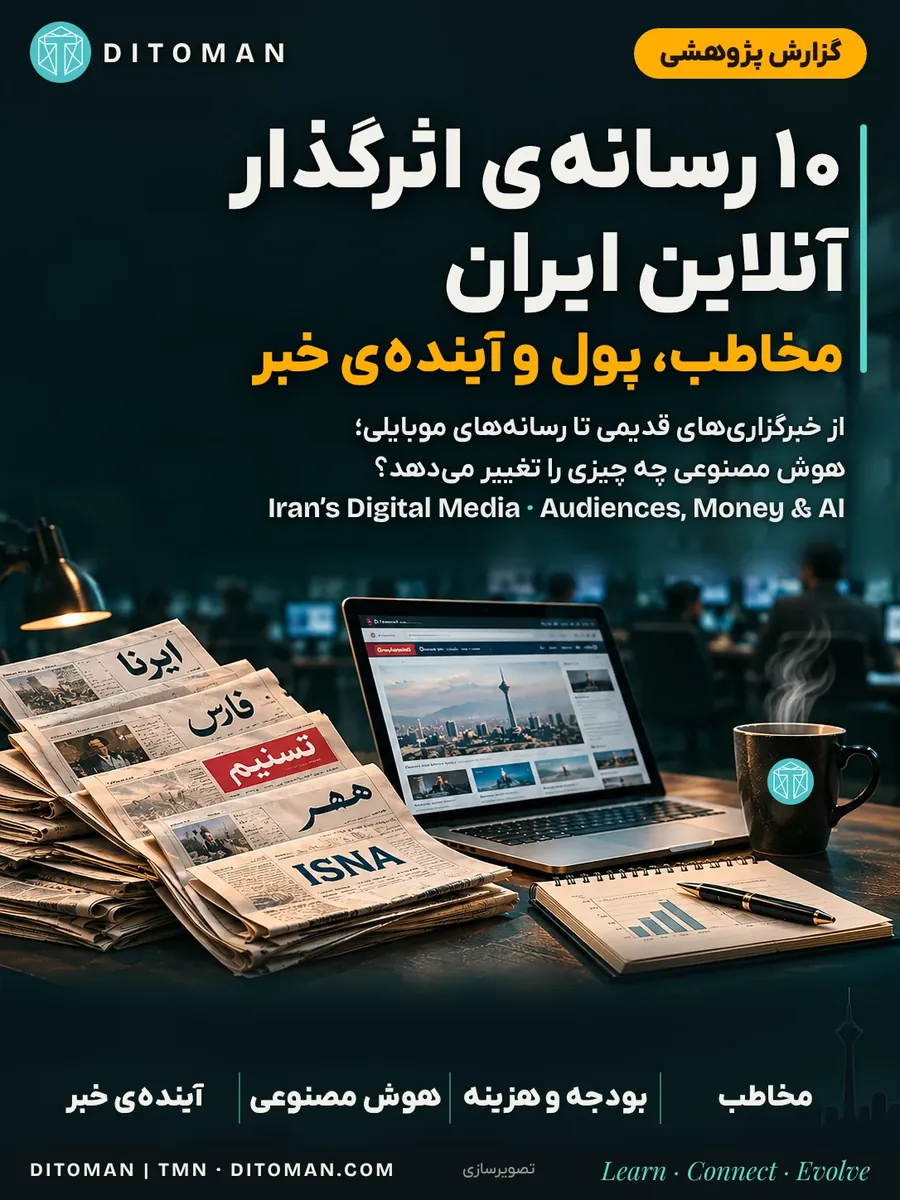 DITOMAN
گزارش پژوهشی
۱۰ رسانه‌ی اثرگذار
آنلاین ایران
مخاطب، پول و آینده‌ی خبر
از خبرگزاری‌های قدیمی تا رسانه‌های موبایلی؛
هوش مصنوعی چه چیزی را تغییر می‌دهد؟
Iran’s Digital Media · Audiences, Money & AI
ایرنا
فارس
تسنیم
مهر
ISNA
مخاطب
بودجه و هزینه
هوش مصنوعی
آینده‌ی خبر
DITOMAN | TMN · DITOMAN.COM
تصویرسازی
Learn · Connect · Evolve